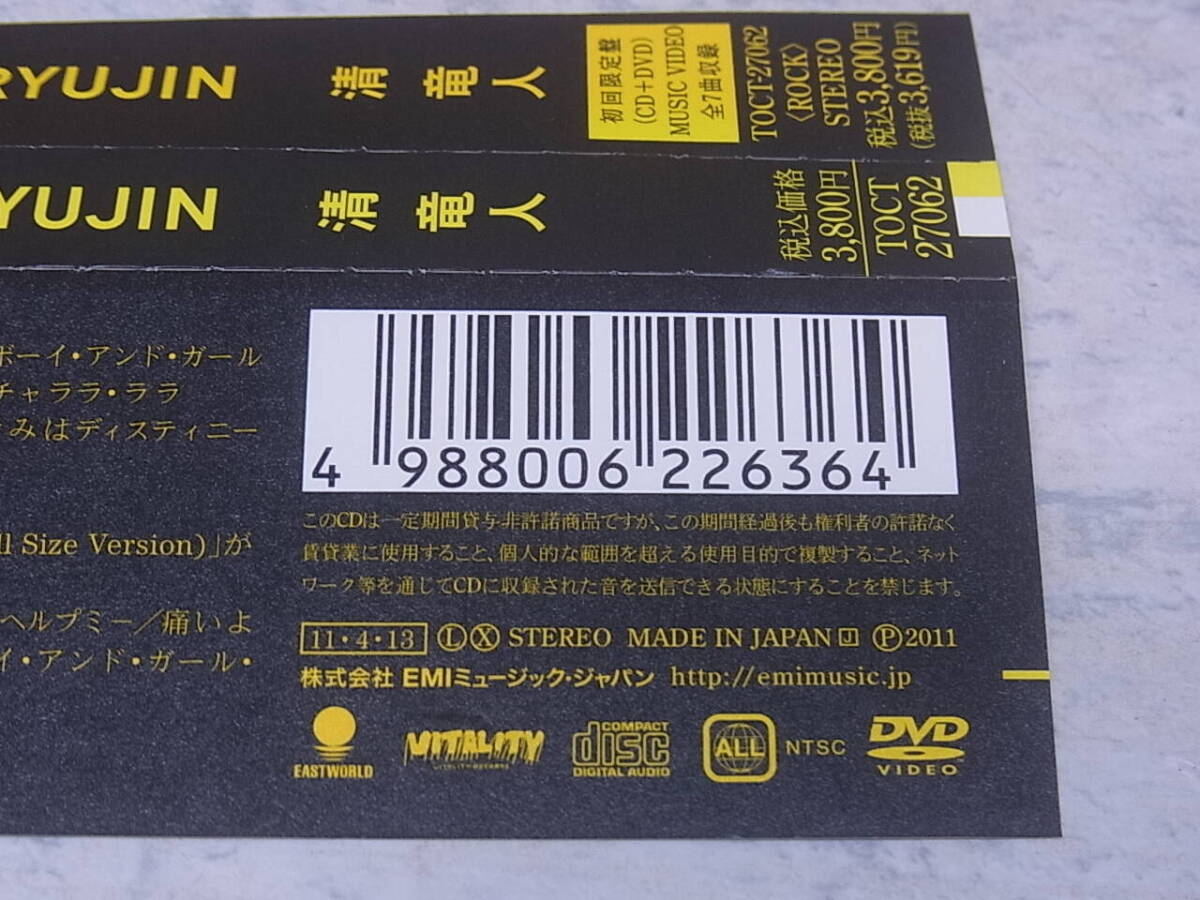 RYUJIN 清 竜 人
初回限定盤
(CD+DVD)
MUSIC VIDEO
全7曲収録
TOCT-27062
〈ROCK〉
STEREO
税込3,800円
(税抜3,619円)
YUJIN 清 竜 人
税込価格
3,800円
TOCT
27062
ボーイ・アンド・ガール
チャララ・ララ
みはディスティニー
Size Version)」が
ヘルプミー／痛いよ
イ・アンド・ガール・
4 988006 226364
このCDは一定期間貸与非許諾商品ですが、この期間経過後も権利者の許諾なく
賃貸業に使用すること、個人的な範囲を超える使用目的で複製すること、ネット
ワーク等を通じてCDに収録された音を送信できる状態にすることを禁じます。
11・4・13 Ⓛ Ⓧ STEREO MADE IN JAPAN J Ⓟ2011
株式会社 EMIミュージック・ジャパン http://emimusic.jp
EASTWORLD
VITALITY
VITALITY RECORDS
COMPACT
disc
DIGITAL AUDIO
ALL NTSC
DVD
VIDEO